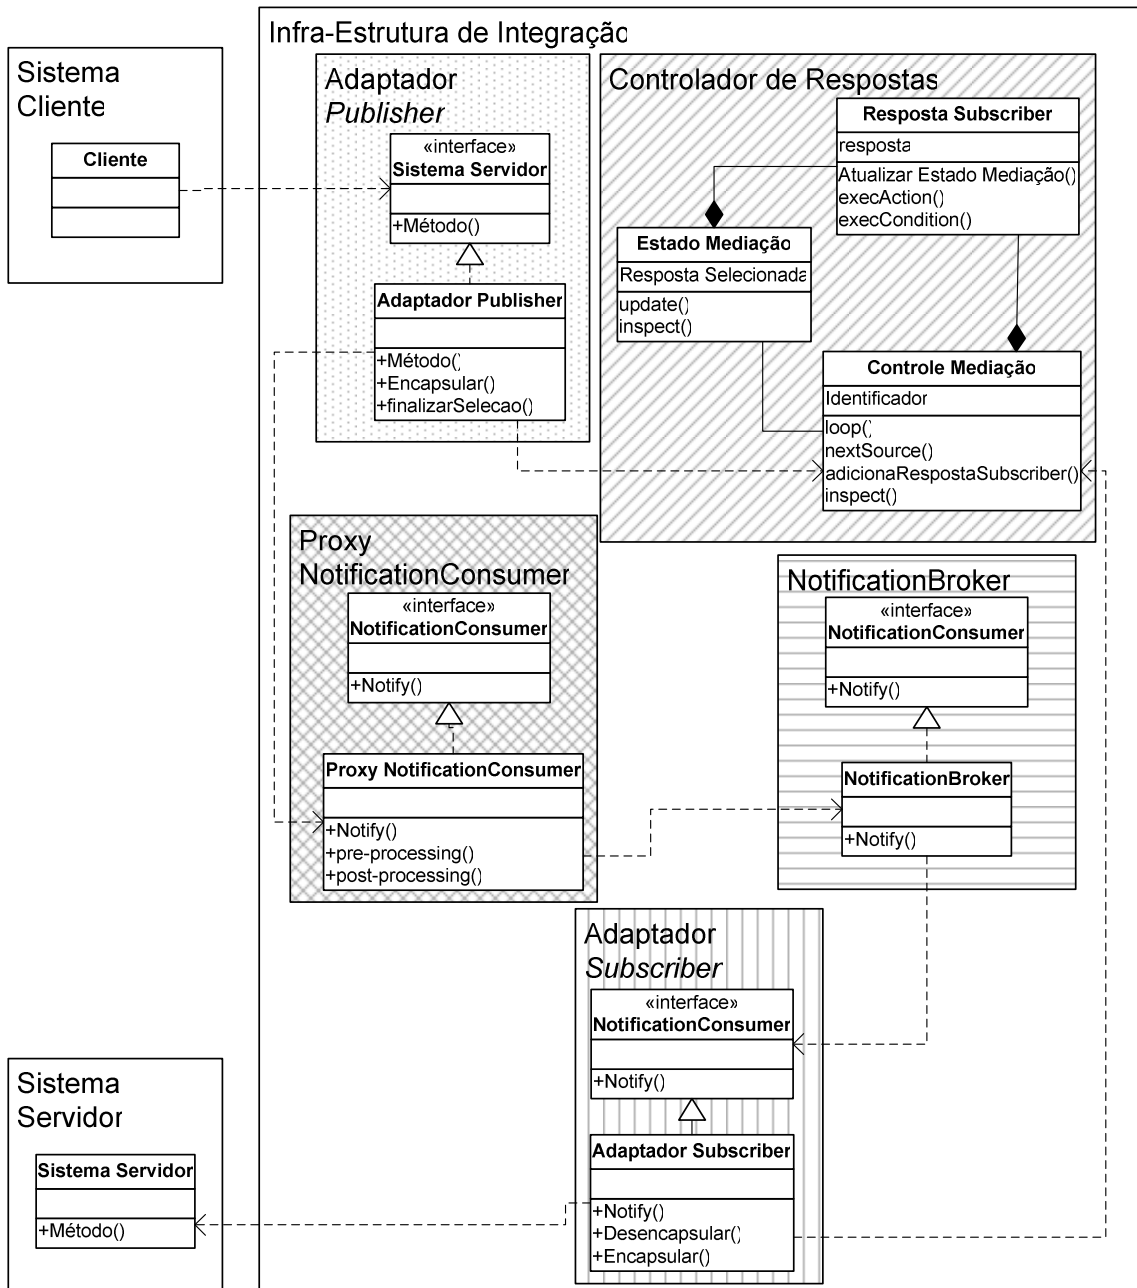 Infra-Estrutura de Integração
Sistema
Cliente
Cliente
Adaptador
Publisher
«interface»
Sistema Servidor
+Método()
Adaptador Publisher
+Método()
+Encapsular()
+finalizarSelecao()
Controlador de Respostas
Resposta Subscriber
resposta
Atualizar Estado Mediação()
execAction()
execCondition()
Estado Mediação
Resposta Selecionada
update()
inspect()
Controle Mediação
Identificador
loop()
nextSource()
adicionaRespostaSubscriber()
inspect()
Proxy
NotificationConsumer
«interface»
NotificationConsumer
+Notify()
Proxy NotificationConsumer
+Notify()
+pre-processing()
+post-processing()
NotificationBroker
«interface»
NotificationConsumer
+Notify()
NotificationBroker
+Notify()
Adaptador
Subscriber
«interface»
NotificationConsumer
+Notify()
Adaptador Subscriber
+Notify()
+Desencapsular()
+Encapsular()
Sistema
Servidor
Sistema Servidor
+Método()